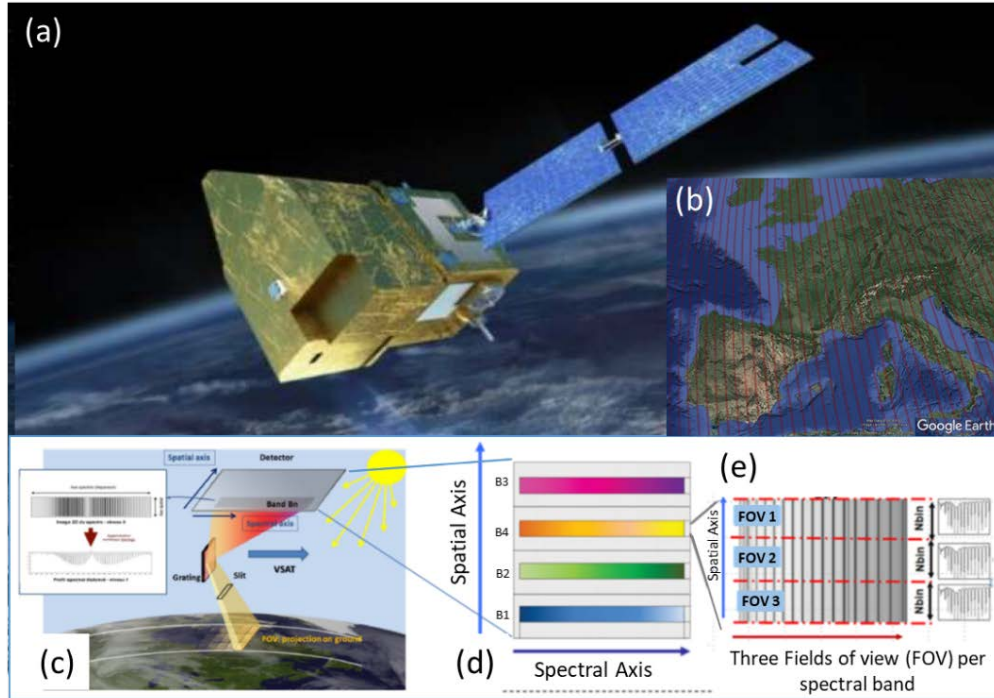 (a)
(b)
Google Earth
Spatial axis
Detector
Band Bn
Spectral axis
VSAT
Grating
Slit
FOV: projection on ground
(c)
Spatial Axis
B3
B4
B2
B1
(d)
Spectral Axis
(e)
Spatial Axis
FOV 1
FOV 2
FOV 3
Nbin
Nbin
Nbin
Three Fields of view (FOV) per
spectral band